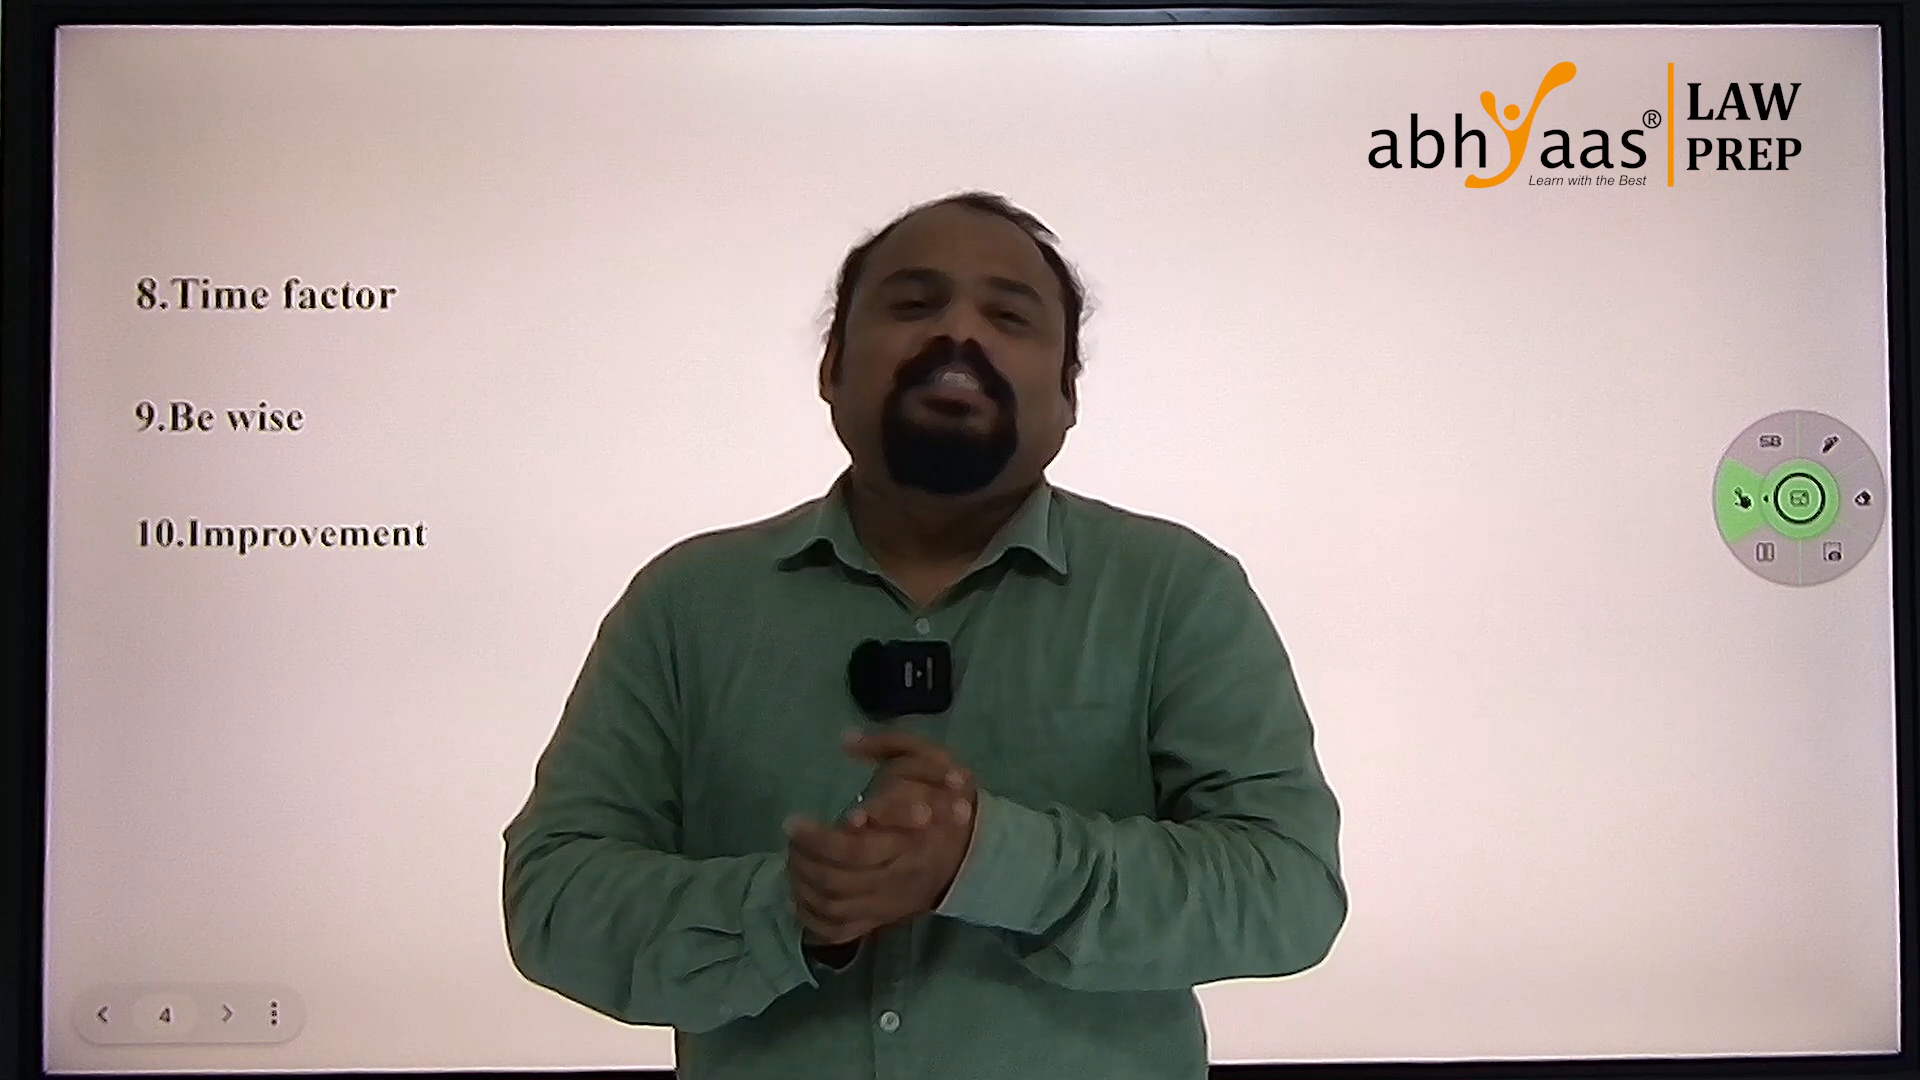 abhyaas®
Learn with the Best
LAW
PREP
8.Time factor
9.Be wise
10.Improvement
SB
4